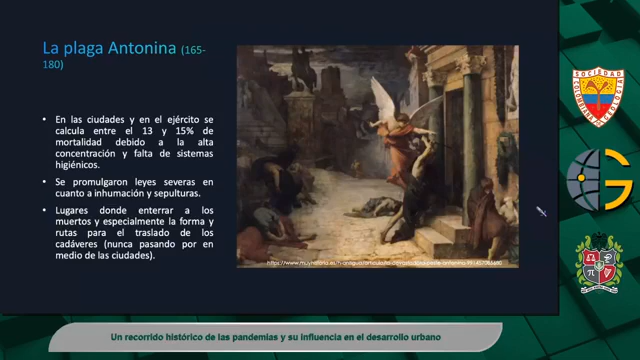 La plaga Antonina (165-
180)
• En las ciudades y en el ejército se
calcula entre el 13 y 15% de
mortalidad debido a la alta
concentración y falta de sistemas
higiénicos.
• Se promulgaron leyes severas en
cuanto a inhumación y sepulturas.
• Lugares donde enterrar a los
muertos y especialmente la forma y
rutas para el traslado de los
cadáveres (nunca pasando por en
medio de las ciudades).
SOCIEDAD
Un recorrido histórico de las pandemias y su influencia en el desarrollo urbano